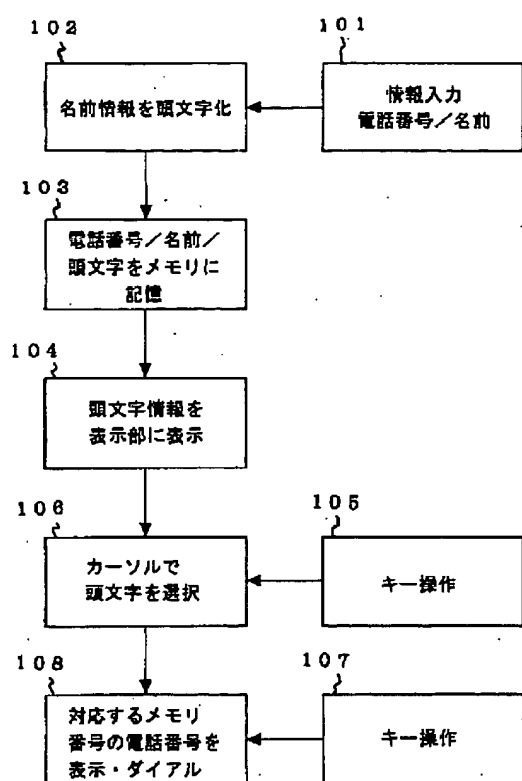 102
101
名前情報を頭文字化
情報入力
電話番号/名前
103
電話番号/名前/
頭文字をメモリに
記憶
104
頭文字情報を
表示部に表示
106
105
カーソルで
頭文字を選択
キー操作
108
107
対応するメモリ
番号の電話番号を
表示・ダイアル
キー操作